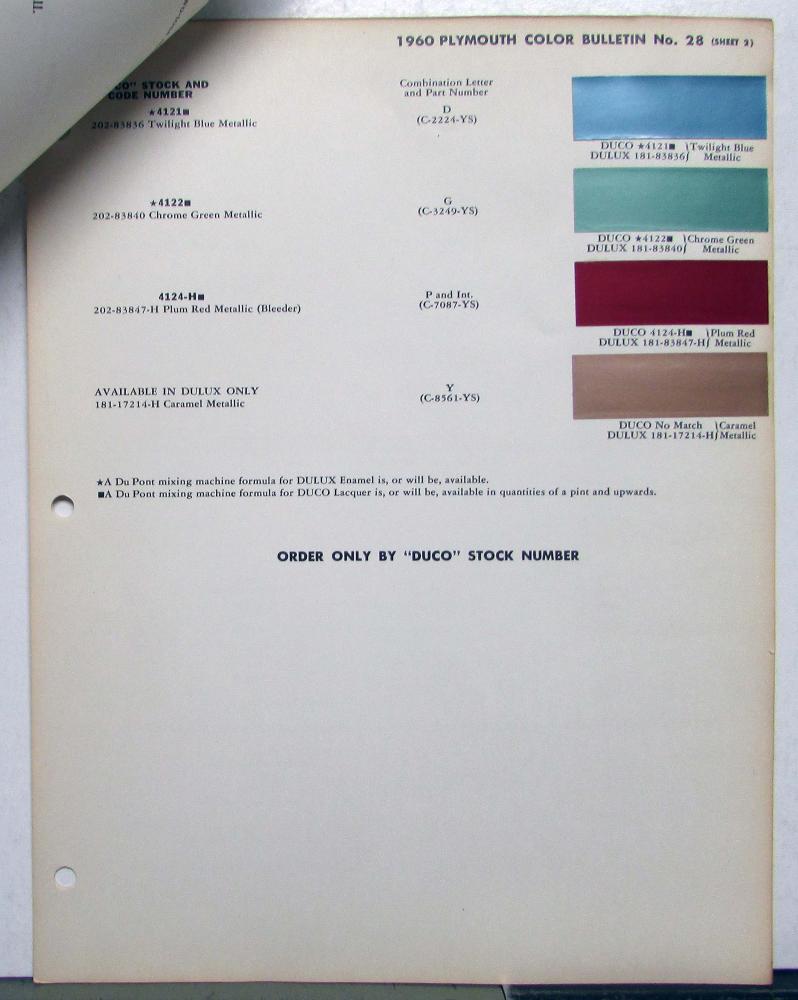 1960 PLYMOUTH COLOR BULLETIN No. 28 (SHEET 2)
STOCK AND
CODE NUMBER
Combination Letter
and Part Number
★4121■
202-83836 Twilight Blue Metallic
D
(C-2224-YS)
DUCO ★4121■ }Twilight Blue
DULUX 181-83836 Metallic
★4122■
202-83840 Chrome Green Metallic
G
(C-3249-YS)
DUCO ★4122■ }Chrome Green
DULUX 181-83840 Metallic
4124-H■
202-83847-H Plum Red Metallic (Bleeder)
P and Int.
(C-7087-YS)
DUCO 4124-H■ }Plum Red
DULUX 181-83847-H Metallic
AVAILABLE IN DULUX ONLY
181-17214-H Caramel Metallic
Y
(C-8561-YS)
DUCO No Match }Caramel
DULUX 181-17214-H Metallic
★A Du Pont mixing machine formula for DULUX Enamel is, or will be, available.
■A Du Pont mixing machine formula for DUCO Lacquer is, or will be, available in quantities of a pint and upwards.
ORDER ONLY BY "DUCO" STOCK NUMBER